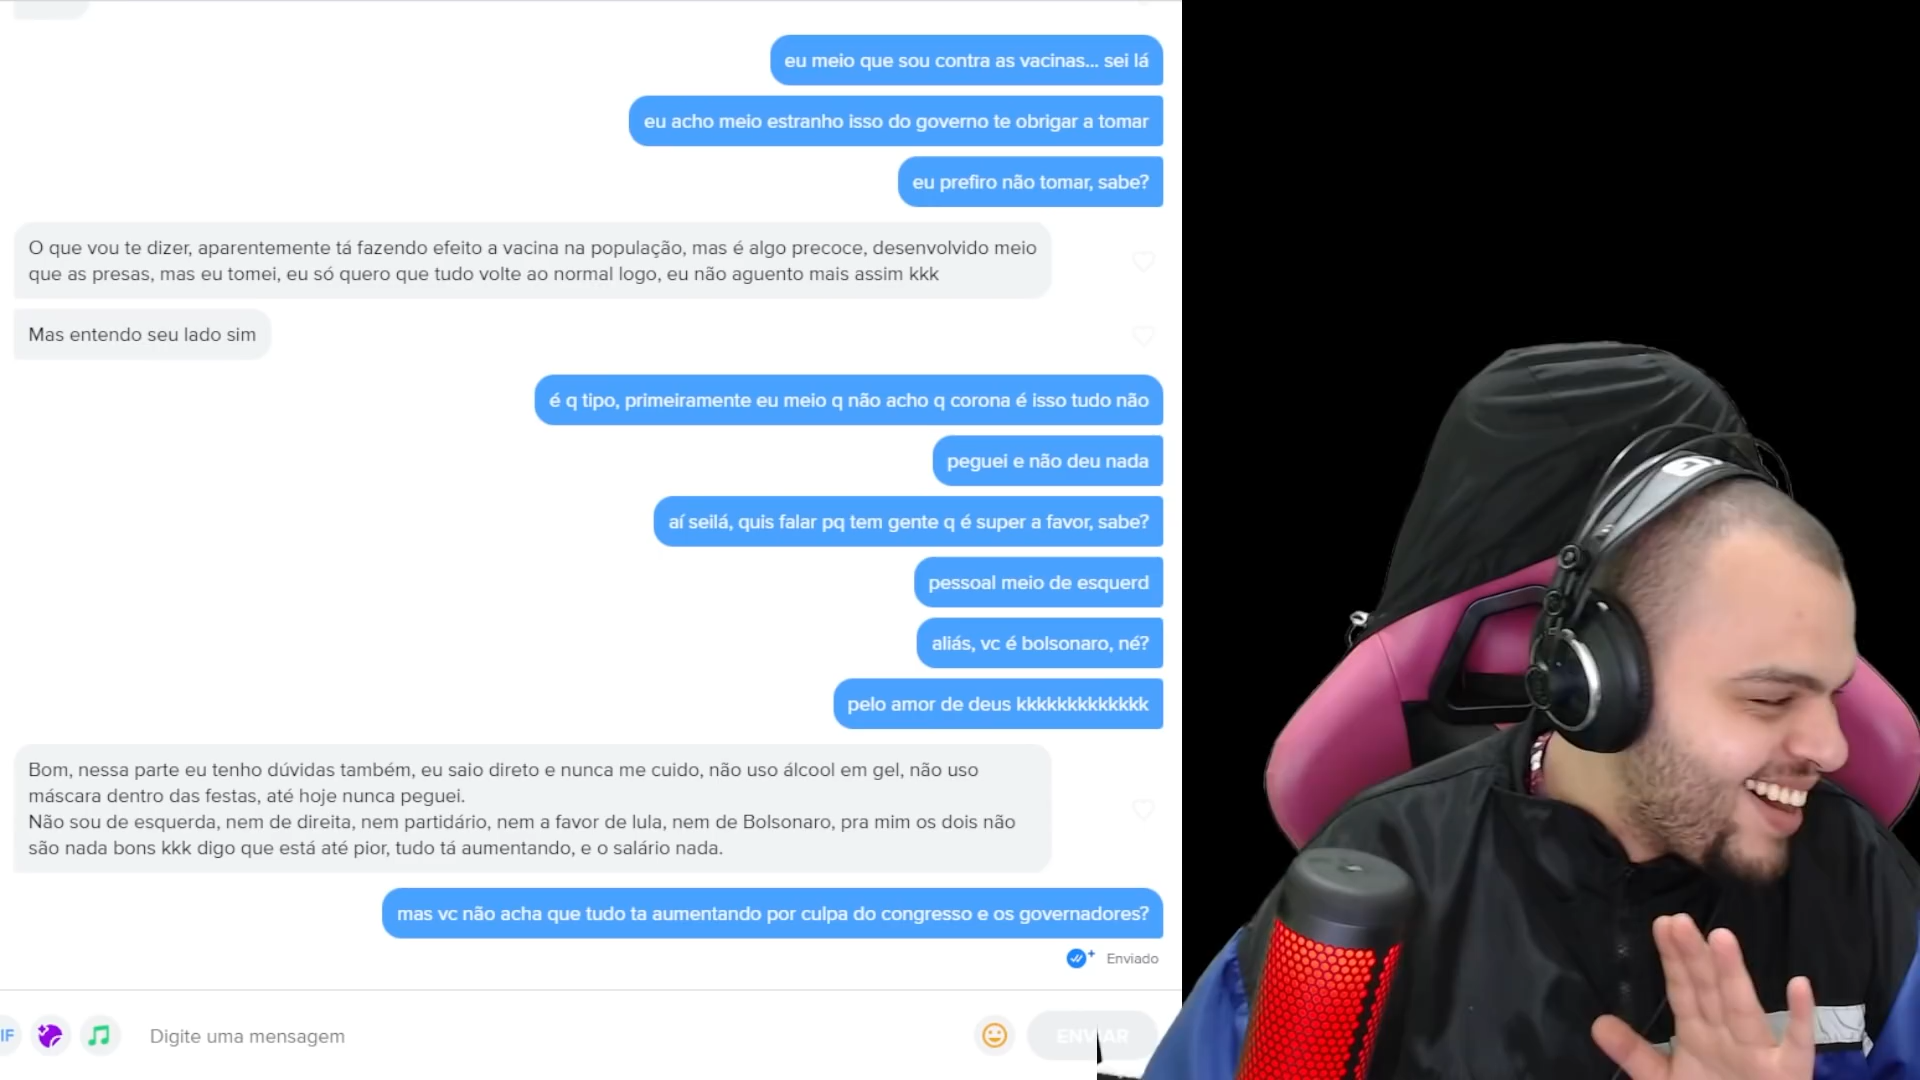 eu meio que sou contra as vacinas... sei lá
eu acho meio estranho isso do governo te obrigar a tomar
eu prefiro não tomar, sabe?
O que vou te dizer, aparentemente tá fazendo efeito a vacina na população, mas é algo precoce, desenvolvido meio
que as presas, mas eu tomei, eu só quero que tudo volte ao normal logo, eu não aguento mais assim kkk
Mas entendo seu lado sim
é q tipo, primeiramente eu meio q não acho q corona é isso tudo não
peguei e não deu nada
aí seilá, quis falar pq tem gente q é super a favor, sabe?
pessoal meio de esquerd
aliás, vc é bolsonaro, né?
pelo amor de deus kkkkkkkkkkkkk
Bom, nessa parte eu tenho dúvidas também, eu saio direto e nunca me cuido, não uso álcool em gel, não uso
máscara dentro das festas, até hoje nunca peguei.
Não sou de esquerda, nem de direita, nem partidário, nem a favor de lula, nem de Bolsonaro, pra mim os dois não
são nada bons kkk digo que está até pior, tudo tá aumentando, e o salário nada.
mas vc não acha que tudo ta aumentando por culpa do congresso e os governadores?
Enviado
IF
Digite uma mensagem
ENVIAR